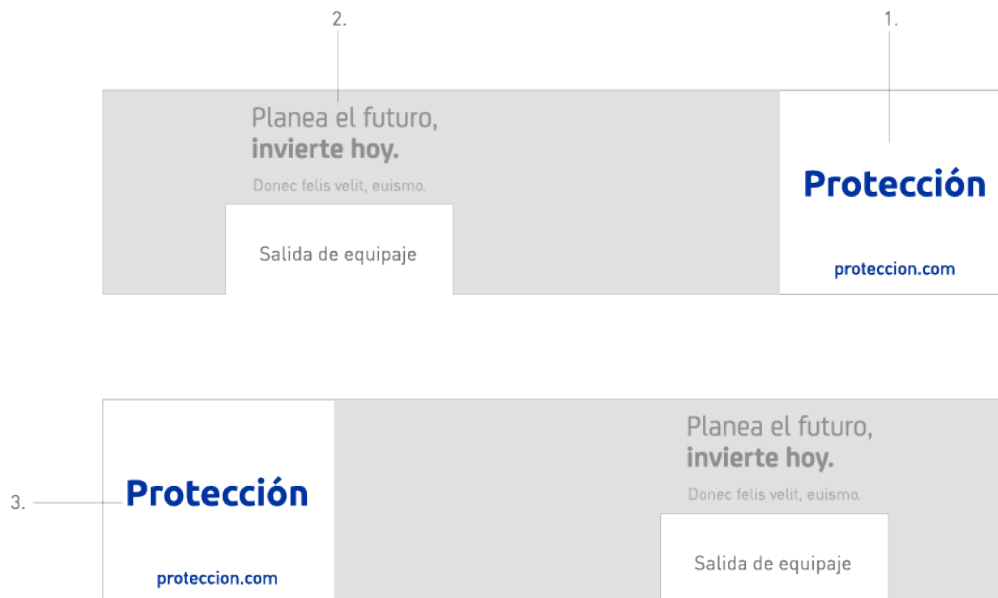 2.
1.
Planea el futuro,
invierte hoy.
Donec felis velit, euismo.
Salida de equipaje
Protección
proteccion.com
3.
Protección
proteccion.com
Planea el futuro,
invierte hoy.
Donec felis velit, euismo.
Salida de equipaje